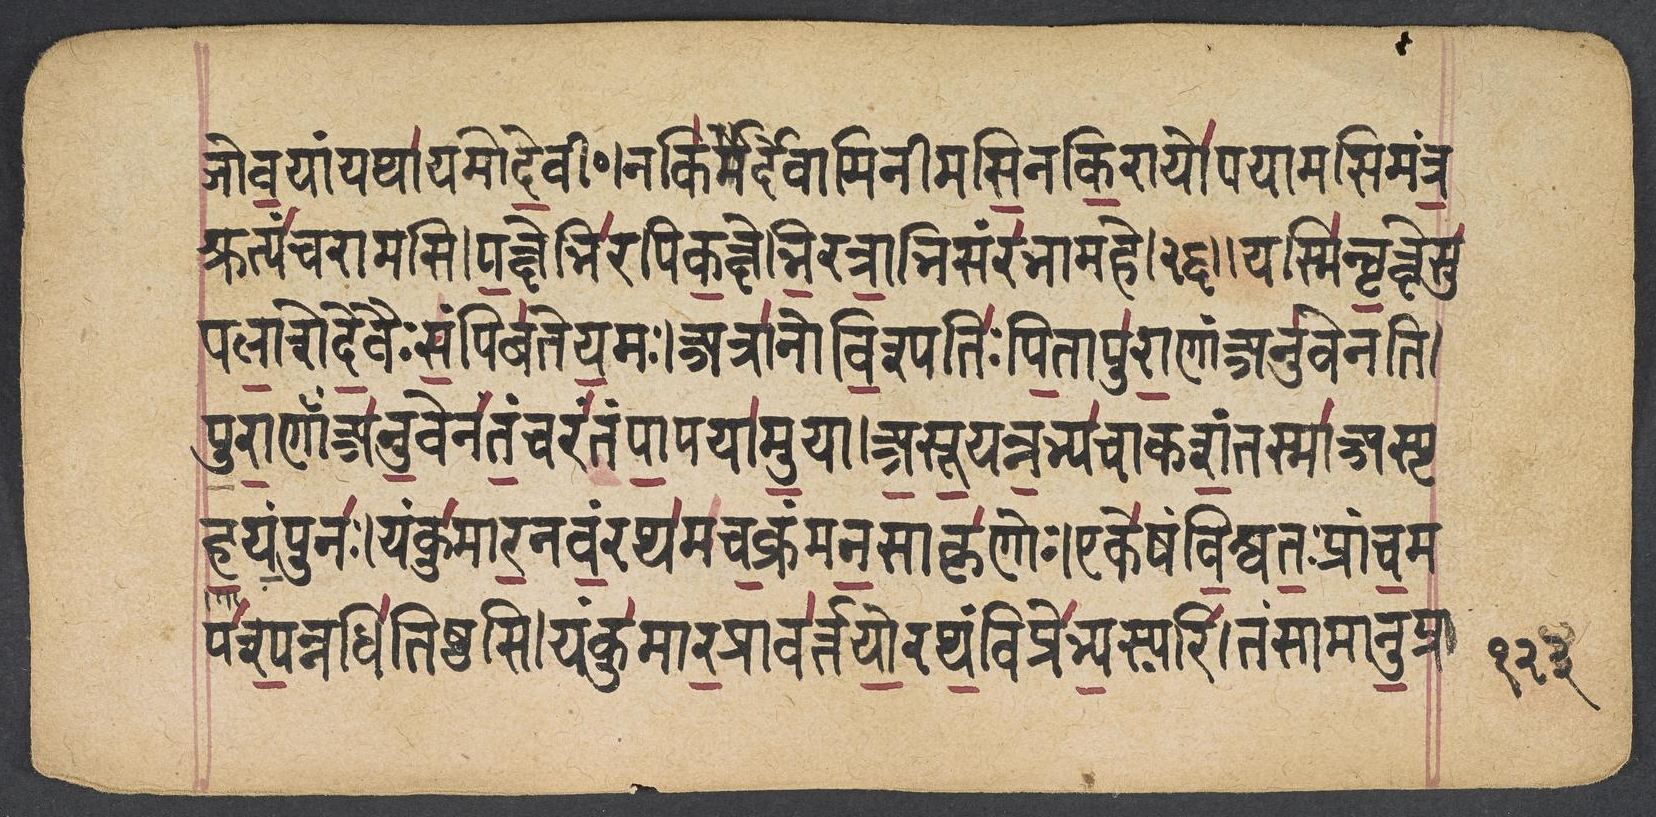 जोवयांयथायमोदेवी०।नकिर्मेर्देवामिनीमसिनकिरायोपयामसिमंत्र
श्रुत्यंचरामसि।पक्षेभिरपिकक्षेभिरत्राभिसंरभामहे।२६।।यस्मिन्वृक्षेसु
पलाशेदेवैःसंपिबतेयमः।अत्रानोविश्पतिःपितापुराणांअनुवेनति।
पुराणाँअनुवेनंतंचरंतंपापयामुया।असूयन्नभ्यचाकशंतस्माअस्पृ
हयंपुनः।यंकुमारनवंरथमचक्रंमनसाकृणोः।एकेषंविश्वतःप्रांचम
पश्यन्नधितिष्ठसि।यंकुमारप्रावर्तयोरथंविप्रेभ्यस्परि।तंसामानुप्रा
१२३